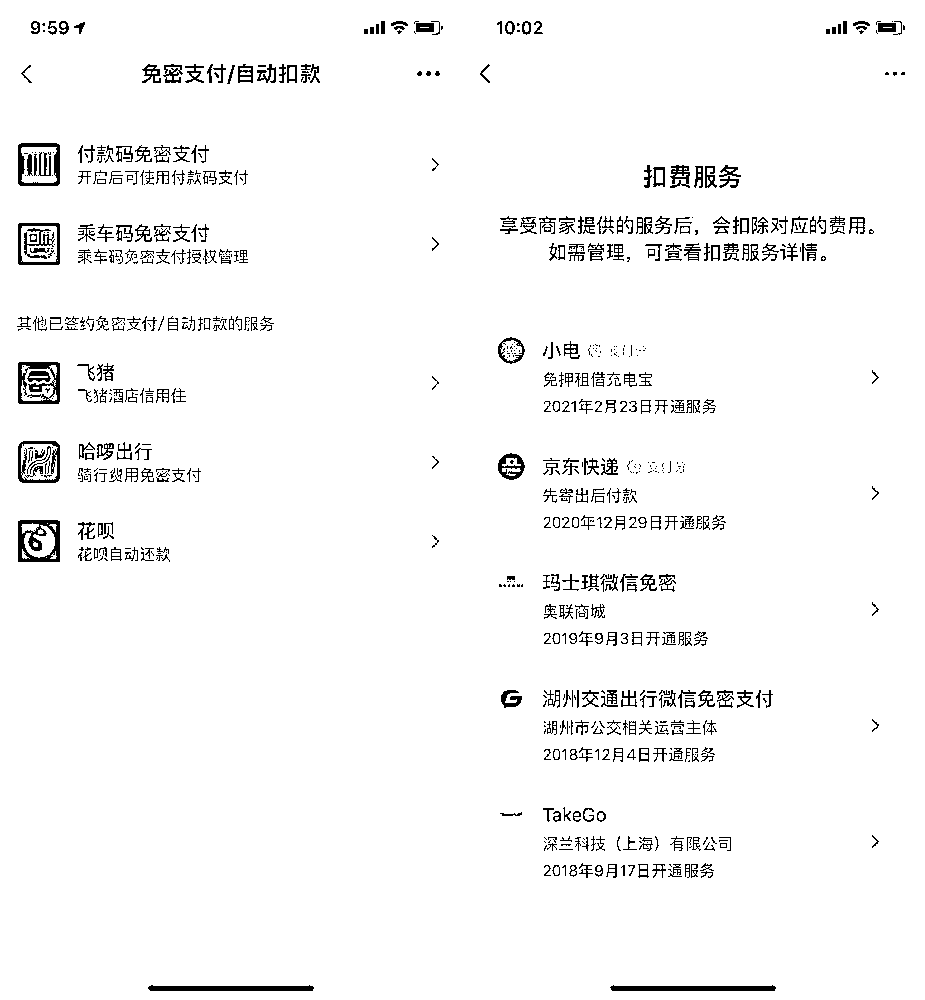 9:59
免密支付/自动扣款
付款码免密支付
开启后可使用付款码支付
乘车码免密支付
乘车码免密支付授权管理
其他已签约免密支付/自动扣款的服务
飞猪
飞猪酒店信用住
哈啰出行
骑行费用免密支付
花呗
花呗自动还款
10:02
扣费服务
享受商家提供的服务后，会扣除对应的费用。
如需管理，可查看扣费服务详情。
小电
免押租借充电宝
2021年2月23日开通服务
京东快递
先寄出后付款
2020年12月29日开通服务
玛士琪微信免密
奥联商城
2019年9月3日开通服务
湖州交通出行微信免密支付
湖州市公交相关运营主体
2018年12月4日开通服务
TakeGo
深兰科技（上海）有限公司
2018年9月17日开通服务